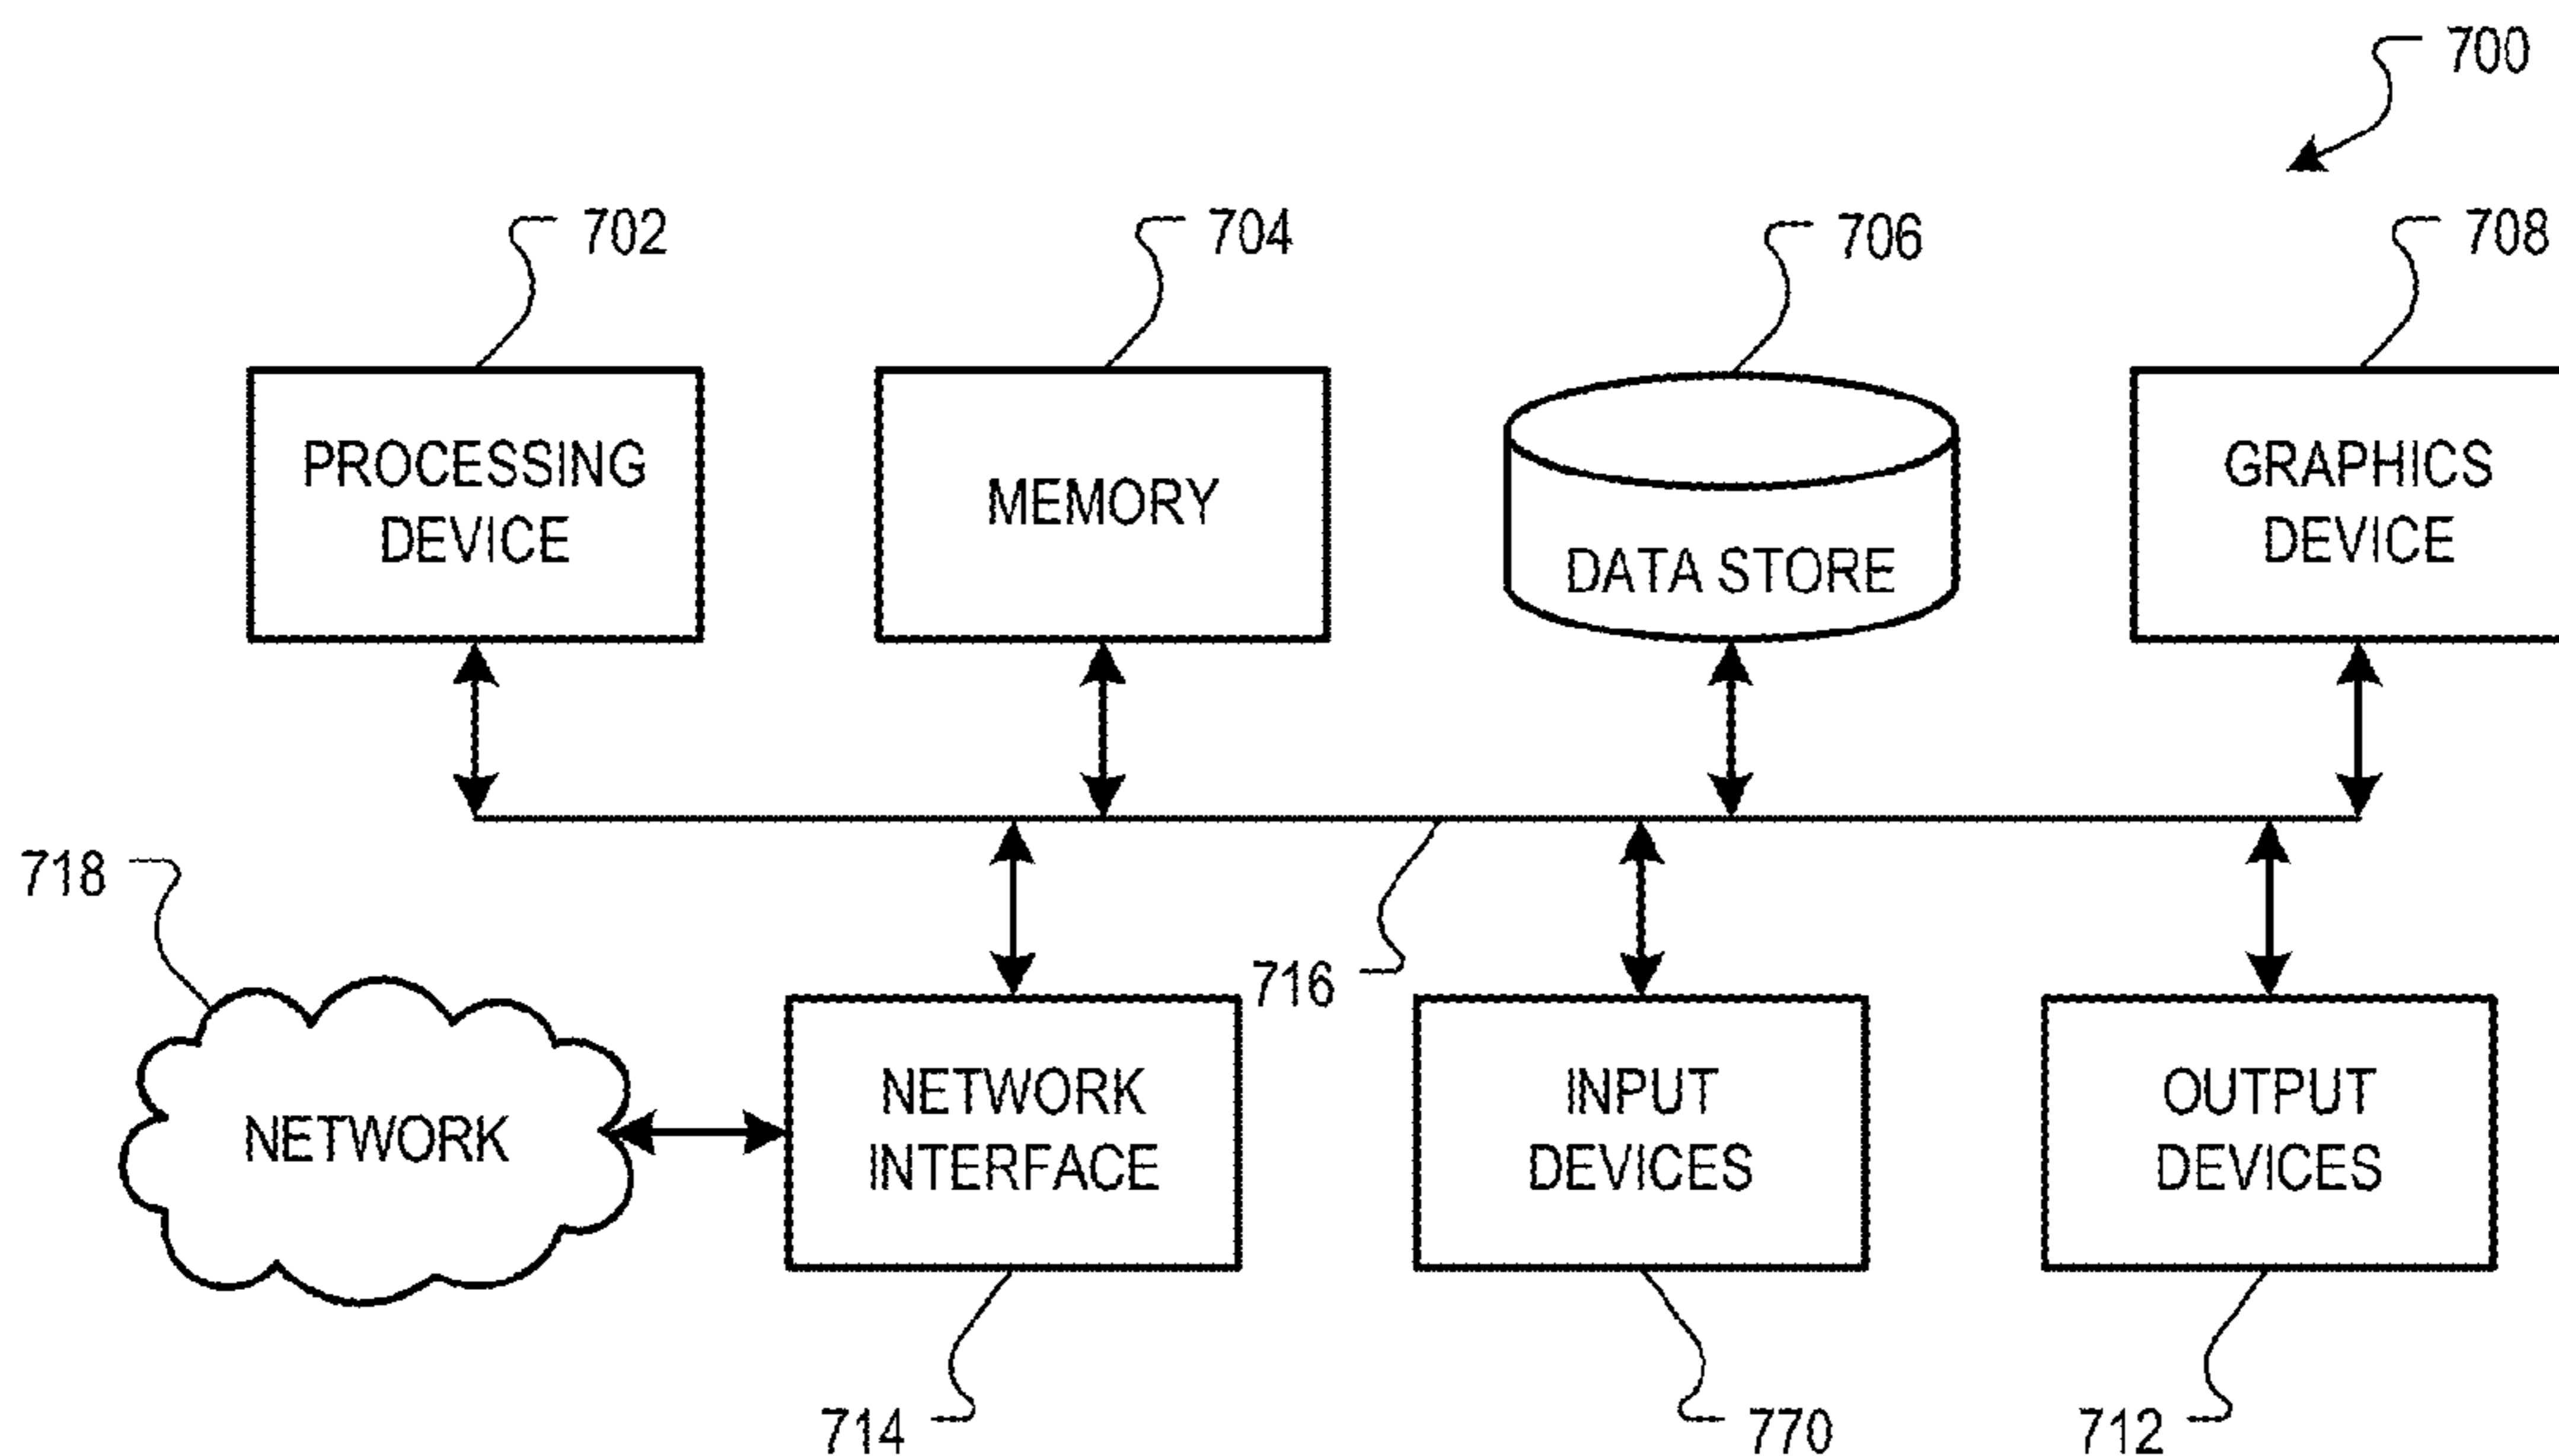 700
702
704
706
708
PROCESSING
DEVICE
MEMORY
DATA STORE
GRAPHICS
DEVICE
718
716
NETWORK
NETWORK
INTERFACE
INPUT
DEVICES
OUTPUT
DEVICES
714
770
712